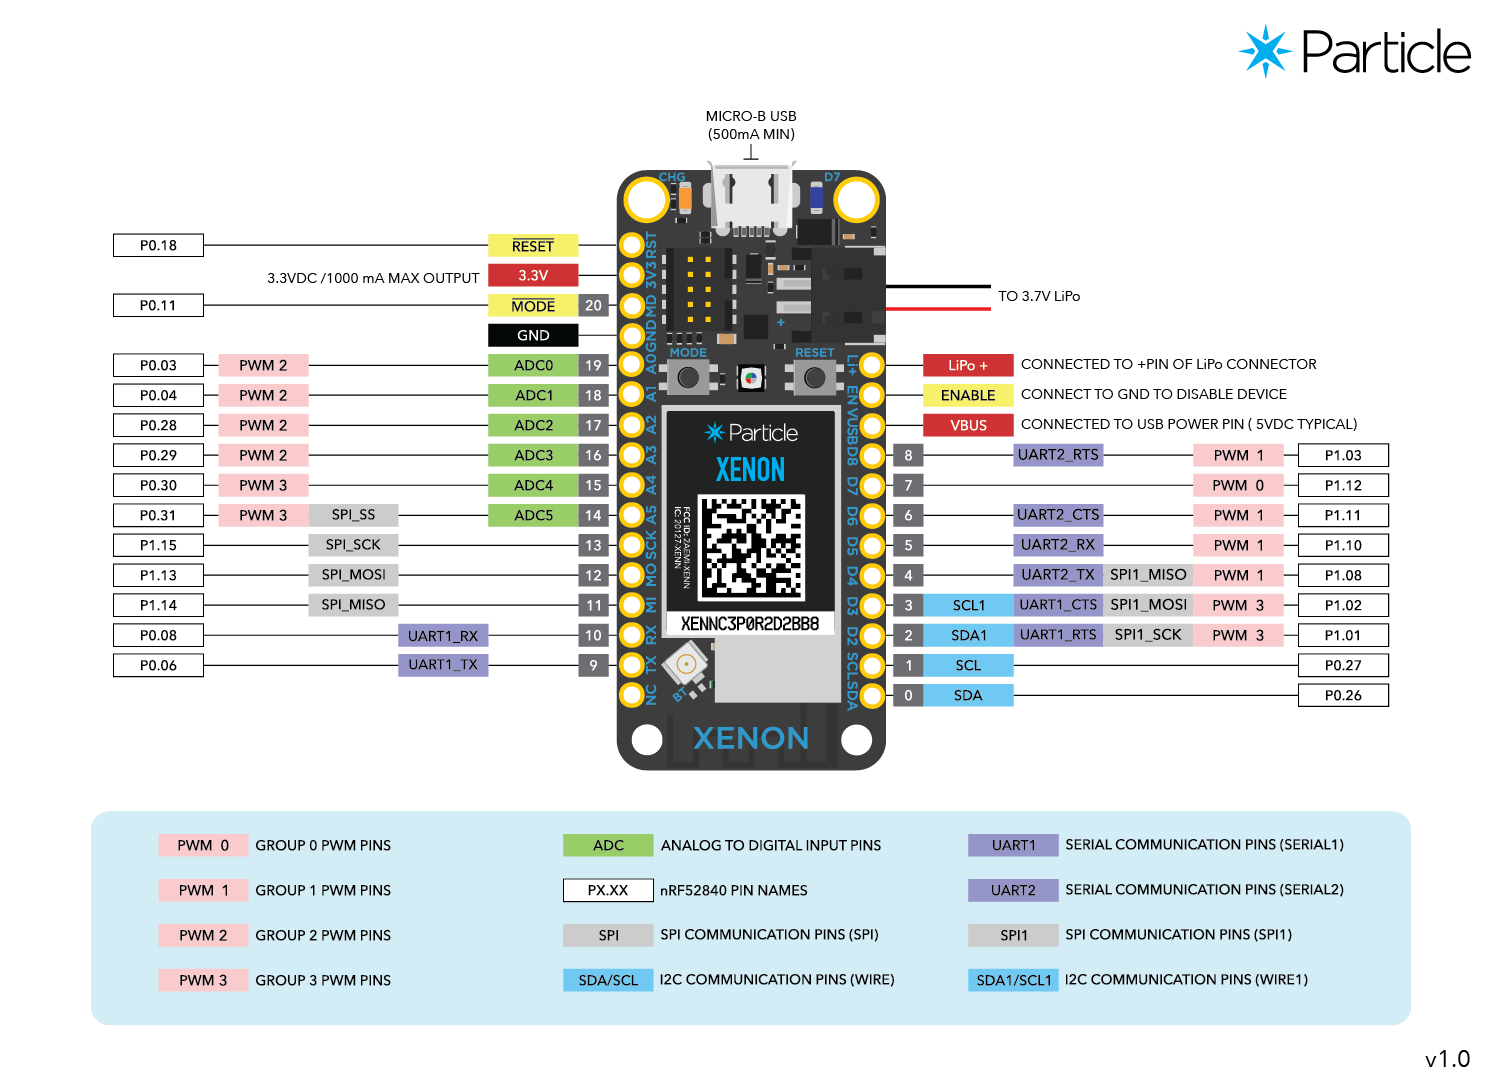 Particle
MICRO-B USB
(500mA MIN)
CHG
D7
P0.18 RESET RST
3.3VDC /1000 mA MAX OUTPUT 3.3V 3V3
P0.11 MODE 20 MD
GND GND
TO 3.7V LiPo
+
MODE RESET
P0.03 PWM 2 ADC0 19 A0
Li+ LiPo + CONNECTED TO +PIN OF LiPo CONNECTOR
P0.04 PWM 2 ADC1 18 A1
EN ENABLE CONNECT TO GND TO DISABLE DEVICE
P0.28 PWM 2 ADC2 17 A2
VUSB VBUS CONNECTED TO USB POWER PIN ( 5VDC TYPICAL)
P0.29 PWM 2 ADC3 16 A3
D8 8 UART2_RTS PWM 1 P1.03
P0.30 PWM 3 ADC4 15 A4
D7 7 PWM 0 P1.12
P0.31 PWM 3 SPI_SS ADC5 14 A5
D6 6 UART2_CTS PWM 1 P1.11
P1.15 SPI_SCK 13 SCK
D5 5 UART2_RX PWM 1 P1.10
P1.13 SPI_MOSI 12 MO
D4 4 UART2_TX SPI1_MISO PWM 1 P1.08
P1.14 SPI_MISO 11 MI
D3 3 SCL1 UART1_CTS SPI1_MOSI PWM 3 P1.02
P0.08 UART1_RX 10 RX
D2 2 SDA1 UART1_RTS SPI1_SCK PWM 3 P1.01
P0.06 UART1_TX 9 TX
SCL 1 SCL P0.27
NC
SDA 0 SDA P0.26
Particle
XENON
FCC ID: 2AEMI-XENN
IC: 20127-XENN
XENNC3P0R2D2BB8
BT
XENON
PWM 0 GROUP 0 PWM PINS
ADC ANALOG TO DIGITAL INPUT PINS
UART1 SERIAL COMMUNICATION PINS (SERIAL1)
PWM 1 GROUP 1 PWM PINS
PX.XX nRF52840 PIN NAMES
UART2 SERIAL COMMUNICATION PINS (SERIAL2)
PWM 2 GROUP 2 PWM PINS
SPI SPI COMMUNICATION PINS (SPI)
SPI1 SPI COMMUNICATION PINS (SPI1)
PWM 3 GROUP 3 PWM PINS
SDA/SCL I2C COMMUNICATION PINS (WIRE)
SDA1/SCL1 I2C COMMUNICATION PINS (WIRE1)
v1.0